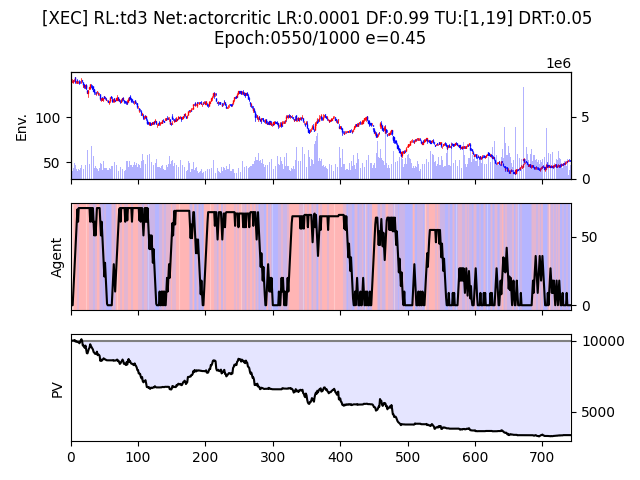 [XEC] RL:td3 Net:actorcritic LR:0.0001 DF:0.99 TU:[1,19] DRT:0.05
Epoch:0550/1000 e=0.45
1e6
Env.
100
50
5
0
Agent
50
0
PV
10000
5000
0 100 200 300 400 500 600 700